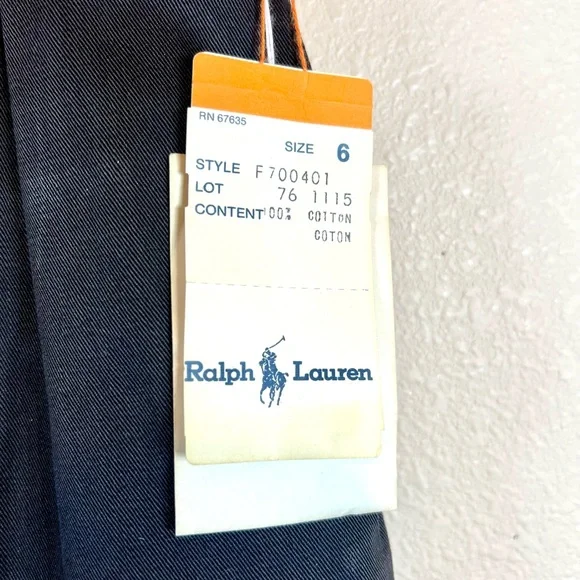 RN 67635
SIZE 6
STYLE F700401
LOT 76 1115
CONTENT 100% COTTON
COTON
Ralph Lauren